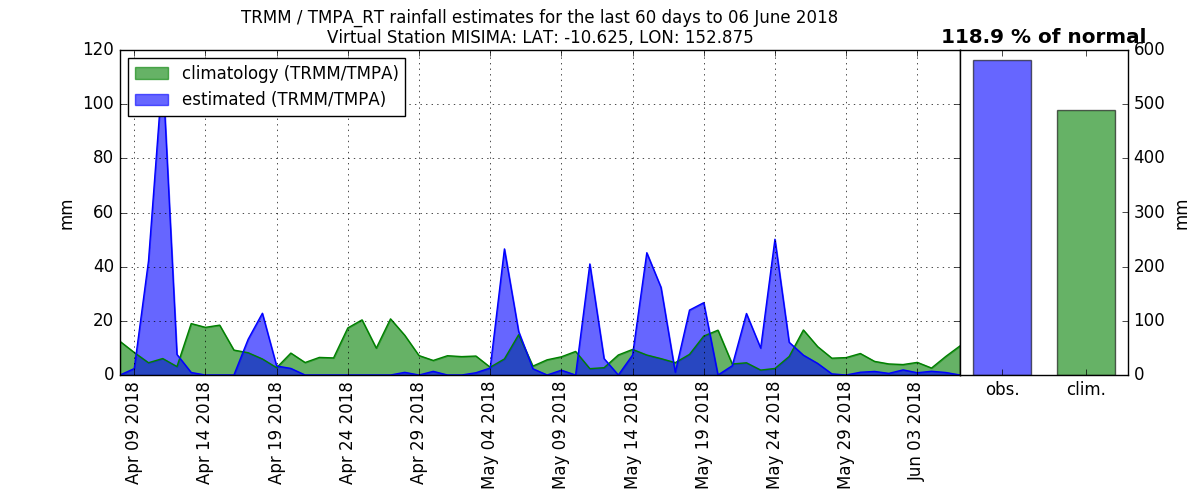 TRMM / TMPA_RT rainfall estimates for the last 60 days to 06 June 2018
Virtual Station MISIMA: LAT: -10.625, LON: 152.875
118.9 % of normal
climatology (TRMM/TMPA)
estimated (TRMM/TMPA)
120
100
80
60
40
20
0
mm
600
500
400
300
200
100
0
mm
Apr 09 2018
Apr 14 2018
Apr 19 2018
Apr 24 2018
Apr 29 2018
May 04 2018
May 09 2018
May 14 2018
May 19 2018
May 24 2018
May 29 2018
Jun 03 2018
obs.
clim.